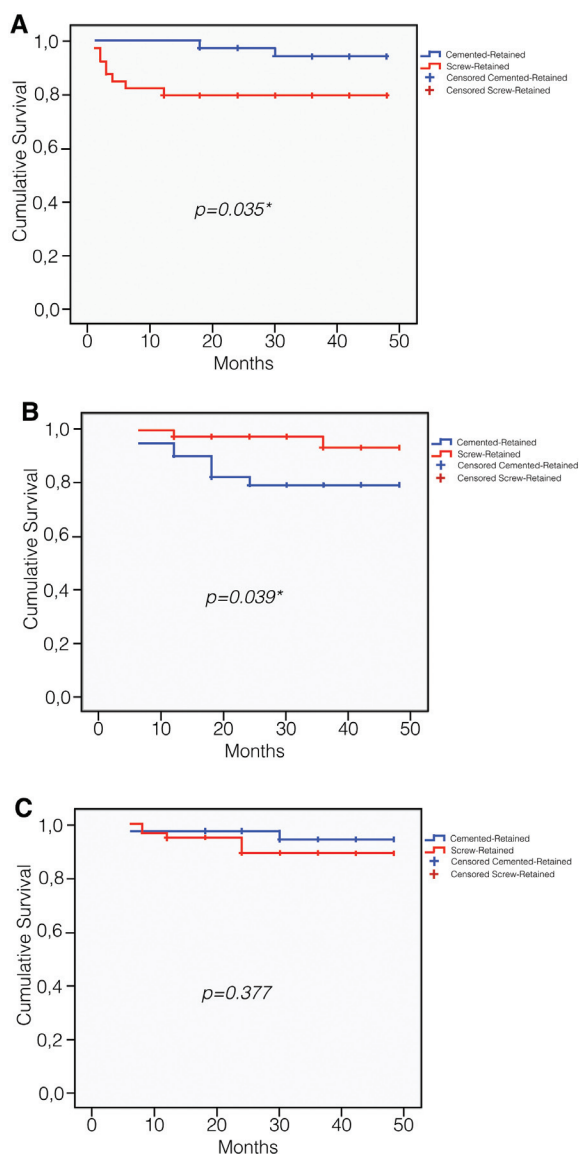 A
1,0
0,8
0,6
0,4
0,2
0,0
Cumulative Survival
p=0.035*
0 10 20 30 40 50
Months
Cemented-Retained
Screw-Retained
Censored Cemented-Retained
Censored Screw-Retained
B
1,0
0,8
0,6
0,4
0,2
0,0
Cumulative Survival
p=0.039*
0 10 20 30 40 50
Months
Cemented-Retained
Screw-Retained
Censored Cemented-Retained
Censored Screw-Retained
C
1,0
0,8
0,6
0,4
0,2
0,0
Cumulative Survival
p=0.377
0 10 20 30 40 50
Months
Cemented-Retained
Screw-Retained
Censored Cemented-Retained
Censored Screw-Retained